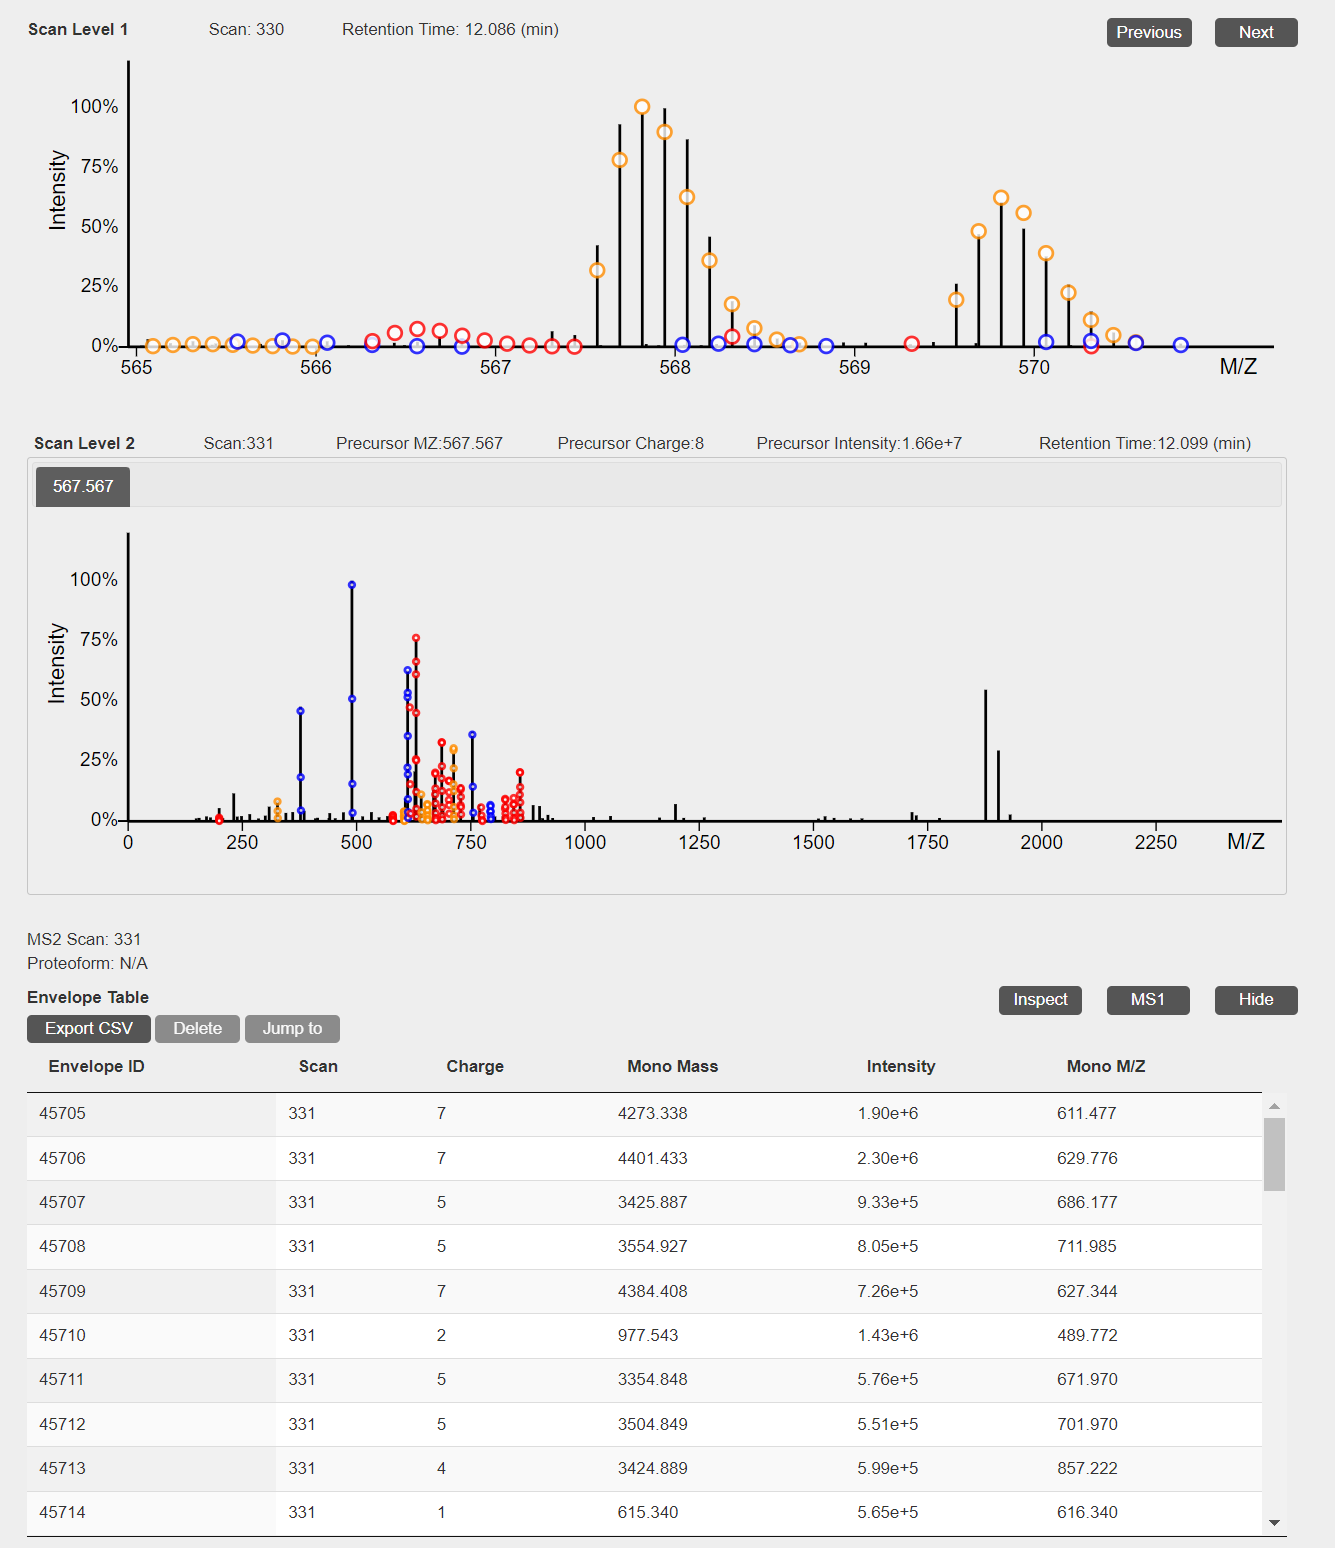 Scan Level 1 Scan: 330 Retention Time: 12.086 (min) Previous Next
100%
75%
50%
25%
0%
Intensity
565 566 567 568 569 570 M/Z
Scan Level 2 Scan:331 Precursor MZ:567.567 Precursor Charge:8 Precursor Intensity:1.66e+7 Retention Time:12.099 (min)
567.567
100%
75%
50%
25%
0%
Intensity
0 250 500 750 1000 1250 1500 1750 2000 2250 M/Z
MS2 Scan: 331
Proteoform: N/A
Envelope Table Inspect MS1 Hide
Export CSV Delete Jump to
Envelope ID Scan Charge Mono Mass Intensity Mono M/Z
45705 331 7 4273.338 1.90e+6 611.477
45706 331 7 4401.433 2.30e+6 629.776
45707 331 5 3425.887 9.33e+5 686.177
45708 331 5 3554.927 8.05e+5 711.985
45709 331 7 4384.408 7.26e+5 627.344
45710 331 2 977.543 1.43e+6 489.772
45711 331 5 3354.848 5.76e+5 671.970
45712 331 5 3504.849 5.51e+5 701.970
45713 331 4 3424.889 5.99e+5 857.222
45714 331 1 615.340 5.65e+5 616.340